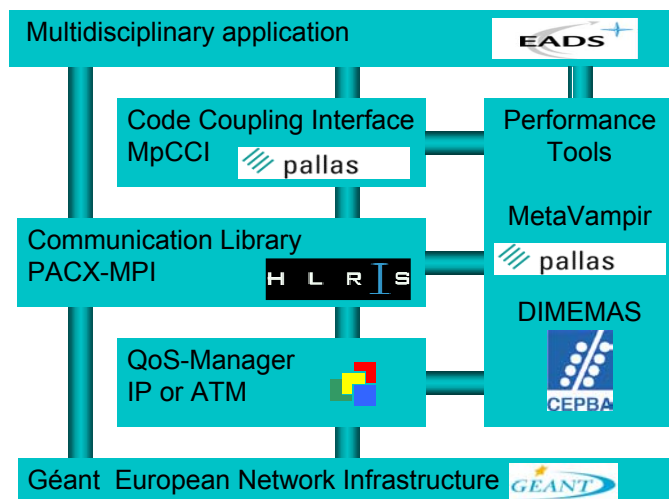 Multidisciplinary application
EADS
Code Coupling Interface
MpCCI
pallas
Performance
Tools
MetaVampir
pallas
DIMEMAS
CEPBA
Communication Library
PACX-MPI
H L R I S
QoS-Manager
IP or ATM
Géant European Network Infrastructure
GEANT